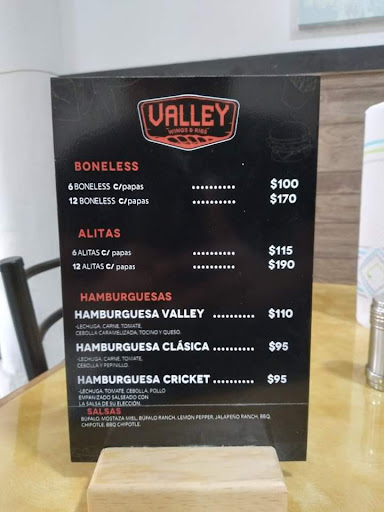 VALLEY
WINGS & RIBS
BONELESS
6 BONELESS C/papas .......... $100
12 BONELESS C/papas .......... $170
ALITAS
6 ALITAS C/ papas .......... $115
12 ALITAS C/ papas .......... $190
HAMBURGUESAS
HAMBURGUESA VALLEY .......... $110
-LECHUGA, CARNE, TOMATE,
CEBOLLA CARAMELIZADA, TOCINO Y QUESO.
HAMBURGUESA CLÁSICA .......... $95
-LECHUGA, CARNE, TOMATE,
CEBOLLA Y PEPINILLO.
HAMBURGUESA CRICKET .......... $95
-LECHUGA, TOMATE, CEBOLLA, POLLO
EMPANIZADO SALSEADO CON
LA SALSA DE SU ELECCIÓN
SALSAS
BÚFALO, MOSTAZA MIEL, BÚFALO RANCH, LEMON PEPPER, JALAPEÑO RANCH, BBQ,
CHIPOTLE, BBQ CHIPOTLE.